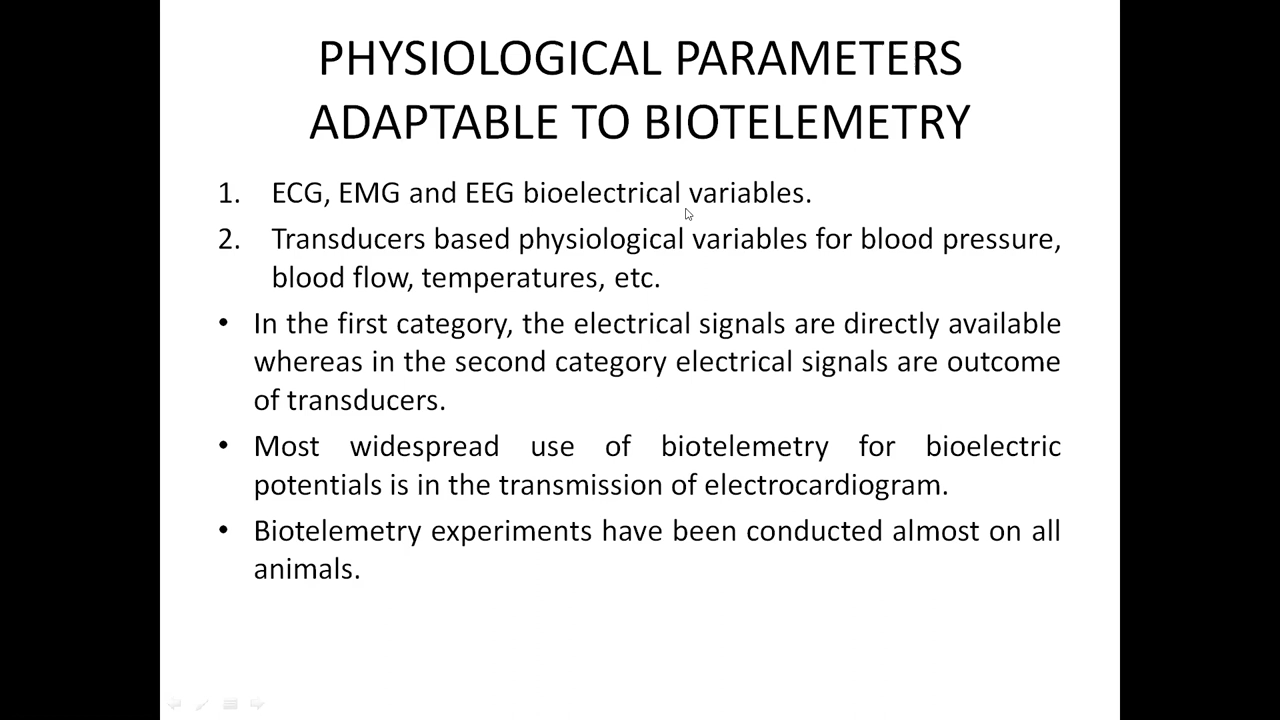 PHYSIOLOGICAL PARAMETERS
ADAPTABLE TO BIOTELEMETRY
1. ECG, EMG and EEG bioelectrical variables.
2. Transducers based physiological variables for blood pressure,
blood flow, temperatures, etc.
• In the first category, the electrical signals are directly available
whereas in the second category electrical signals are outcome
of transducers.
• Most widespread use of biotelemetry for bioelectric
potentials is in the transmission of electrocardiogram.
• Biotelemetry experiments have been conducted almost on all
animals.